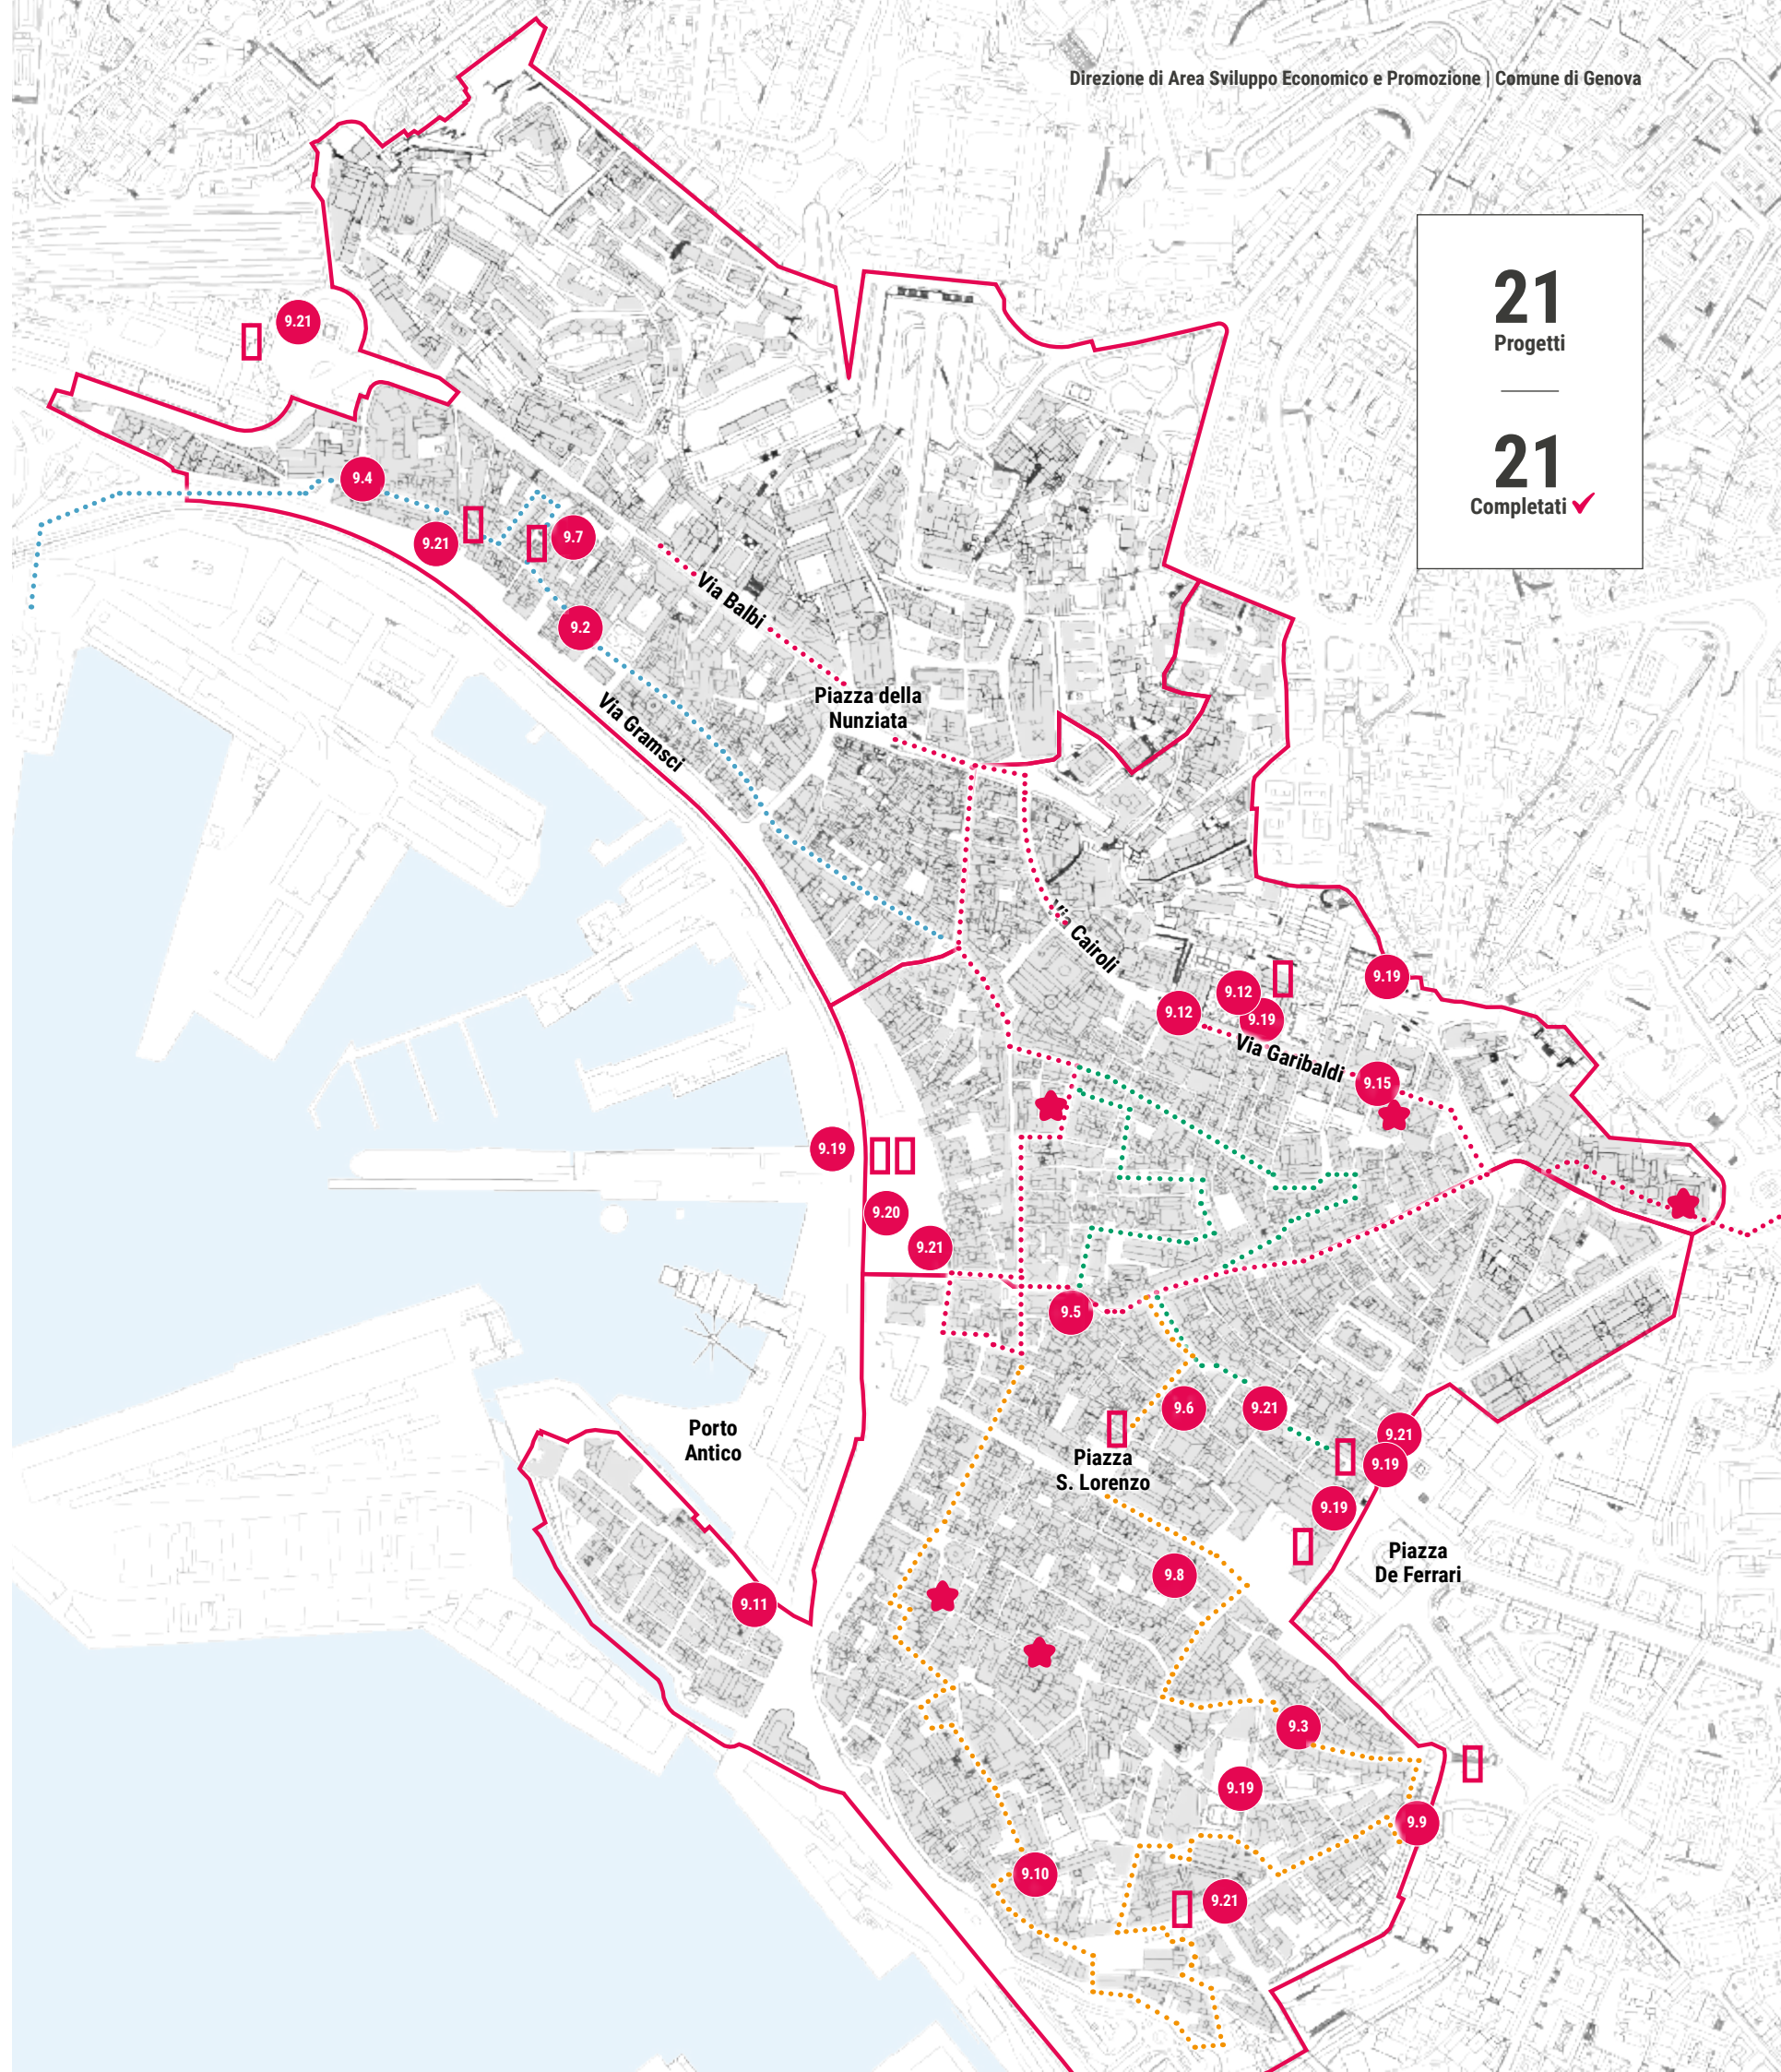 Direzione di Area Sviluppo Economico e Promozione | Comune di Genova
21
Progetti
21
Completati
9.21
9.4
9.21
9.7
9.2
Via Balbi
Piazza della
Nunziata
Via Gramsci
Via Cairoli
9.19
9.12
9.12
9.19
Via Garibaldi
9.15
9.19
9.20
9.21
9.5
9.6
9.21
9.21
9.19
9.19
Porto
Antico
Piazza
S. Lorenzo
Piazza
De Ferrari
9.8
9.11
9.3
9.19
9.9
9.10
9.21